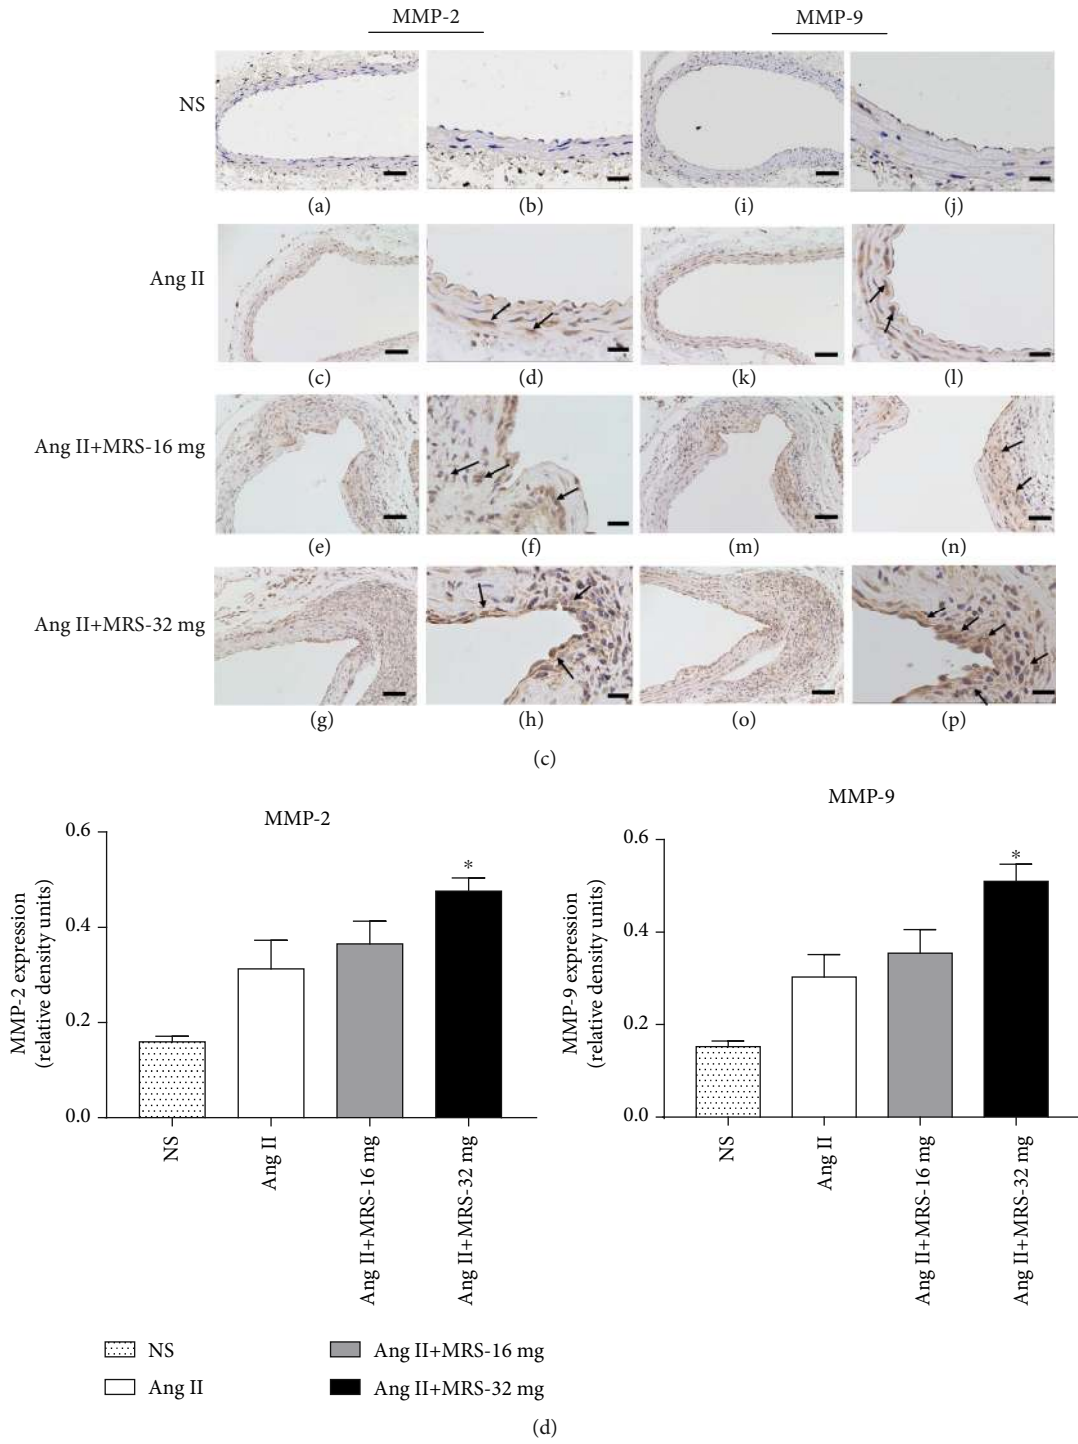 MMP-2 MMP-9
NS
(a) (b) (i) (j)
Ang II
(c) (d) (k) (l)
Ang II+MRS-16 mg
(e) (f) (m) (n)
Ang II+MRS-32 mg
(g) (h) (o) (p)
(c)
MMP-2
MMP-2 expression
(relative density units)
0.6
0.4
0.2
0.0
*
NS
Ang II
Ang II+MRS-16 mg
Ang II+MRS-32 mg
MMP-9
MMP-9 expression
(relative density units)
0.6
0.4
0.2
0.0
*
NS
Ang II
Ang II+MRS-16 mg
Ang II+MRS-32 mg
NS
Ang II
Ang II+MRS-16 mg
Ang II+MRS-32 mg
(d)